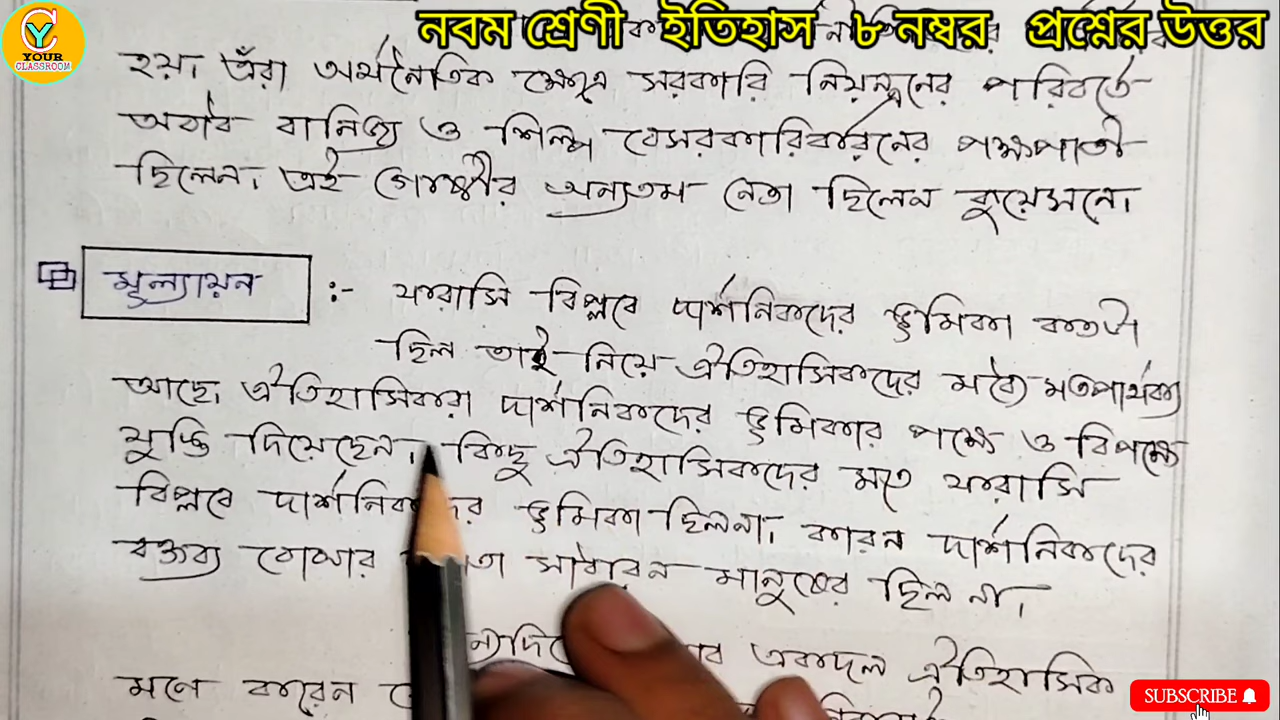 নবম শ্রেণী ইতিহাস ৮ নম্বর প্রশ্নের উত্তর
YOUR
CLASSROOM
হয়। এঁরা অর্থনৈতিক ক্ষেত্রে সরকারি নিয়ন্ত্রনের পরিবর্তে
অবাধ বানিজ্য ও শিল্প বেসরকারিকরনের পক্ষপাতী
ছিলেন। এই গোষ্ঠীর অন্যতম নেতা ছিলেন কুয়েসনে।
মূল্যায়ন :- ফরাসি বিপ্লবে দার্শনিকদের ভূমিকা কতটা
ছিল তাই নিয়ে ঐতিহাসিকদের মধ্যে মতপার্থক্য
আছে। ঐতিহাসিকরা দার্শনিকদের ভূমিকার পক্ষে ও বিপক্ষে
যুক্তি দিয়েছেন। কিছু ঐতিহাসিকদের মতে ফরাসি
বিপ্লবে দার্শনিকদের ভূমিকা ছিলনা। কারন দার্শনিকদের
বক্তব্য বোঝার সাধারন মানুষের ছিল না।
একদল ঐতিহাসিক
মনে করেন
SUBSCRIBE